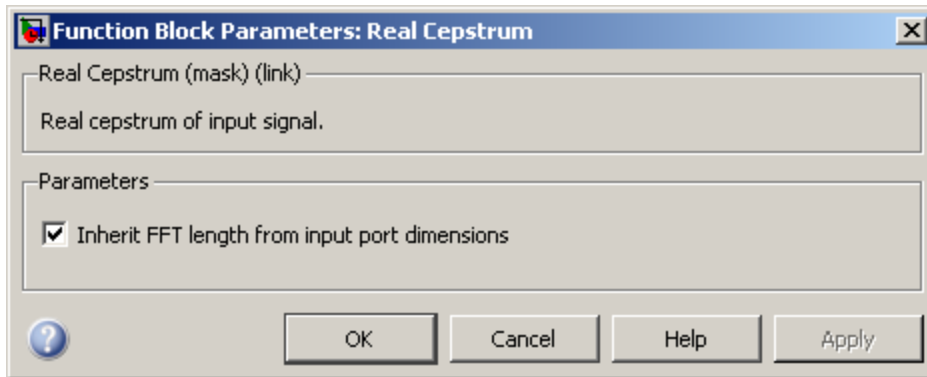 Function Block Parameters: Real Cepstrum
Real Cepstrum (mask) (link)
Real cepstrum of input signal.
Parameters
Inherit FFT length from input port dimensions
? OK Cancel Help Apply